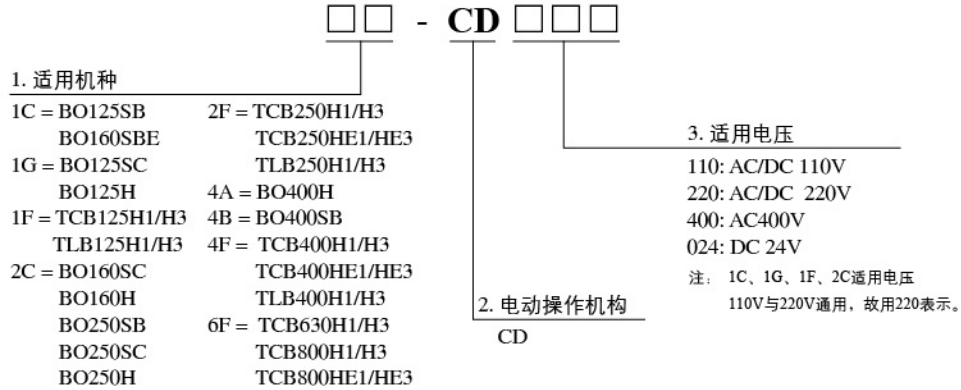 □□ - CD □□□
1. 适用机种
1C = BO125SB
BO160SBE
1G = BO125SC
BO125H
1F = TCB125H1/H3
TLB125H1/H3
2C = BO160SC
BO160H
BO250SB
BO250SC
BO250H
2F = TCB250H1/H3
TCB250HE1/HE3
TLB250H1/H3
4A = BO400H
4B = BO400SB
4F = TCB400H1/H3
TCB400HE1/HE3
TLB400H1/H3
6F = TCB630H1/H3
TCB800H1/H3
TCB800HE1/HE3
2. 电动操作机构
CD
3. 适用电压
110: AC/DC 110V
220: AC/DC 220V
400: AC400V
024: DC 24V
注: 1C、1G、1F、2C适用电压
110V与220V通用，故用220表示。